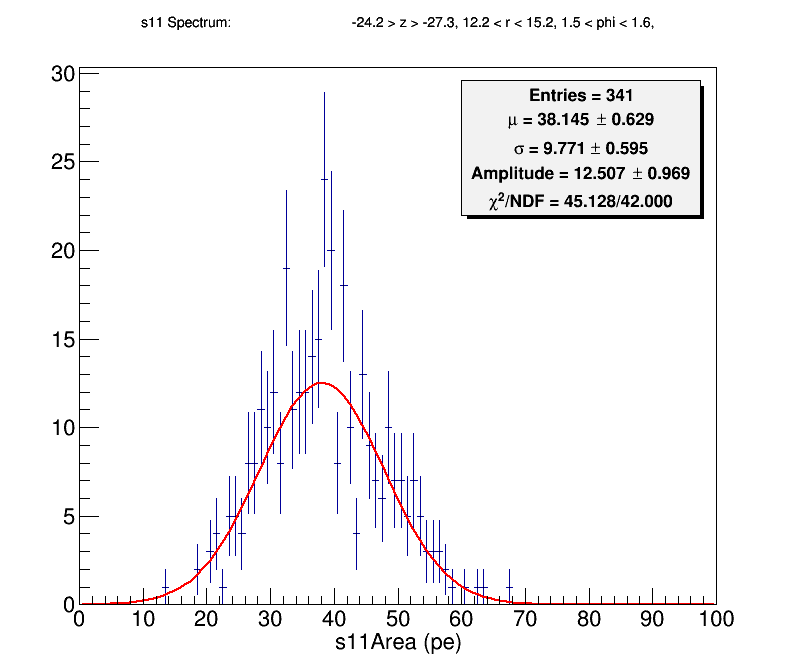 s11 Spectrum: -24.2 > z > -27.3, 12.2 < r < 15.2, 1.5 < phi < 1.6,
Entries = 341
μ = 38.145 ± 0.629
σ = 9.771 ± 0.595
Amplitude = 12.507 ± 0.969
χ²/NDF = 45.128/42.000
30
25
20
15
10
5
0
0 10 20 30 40 50 60 70 80 90 100
s11Area (pe)